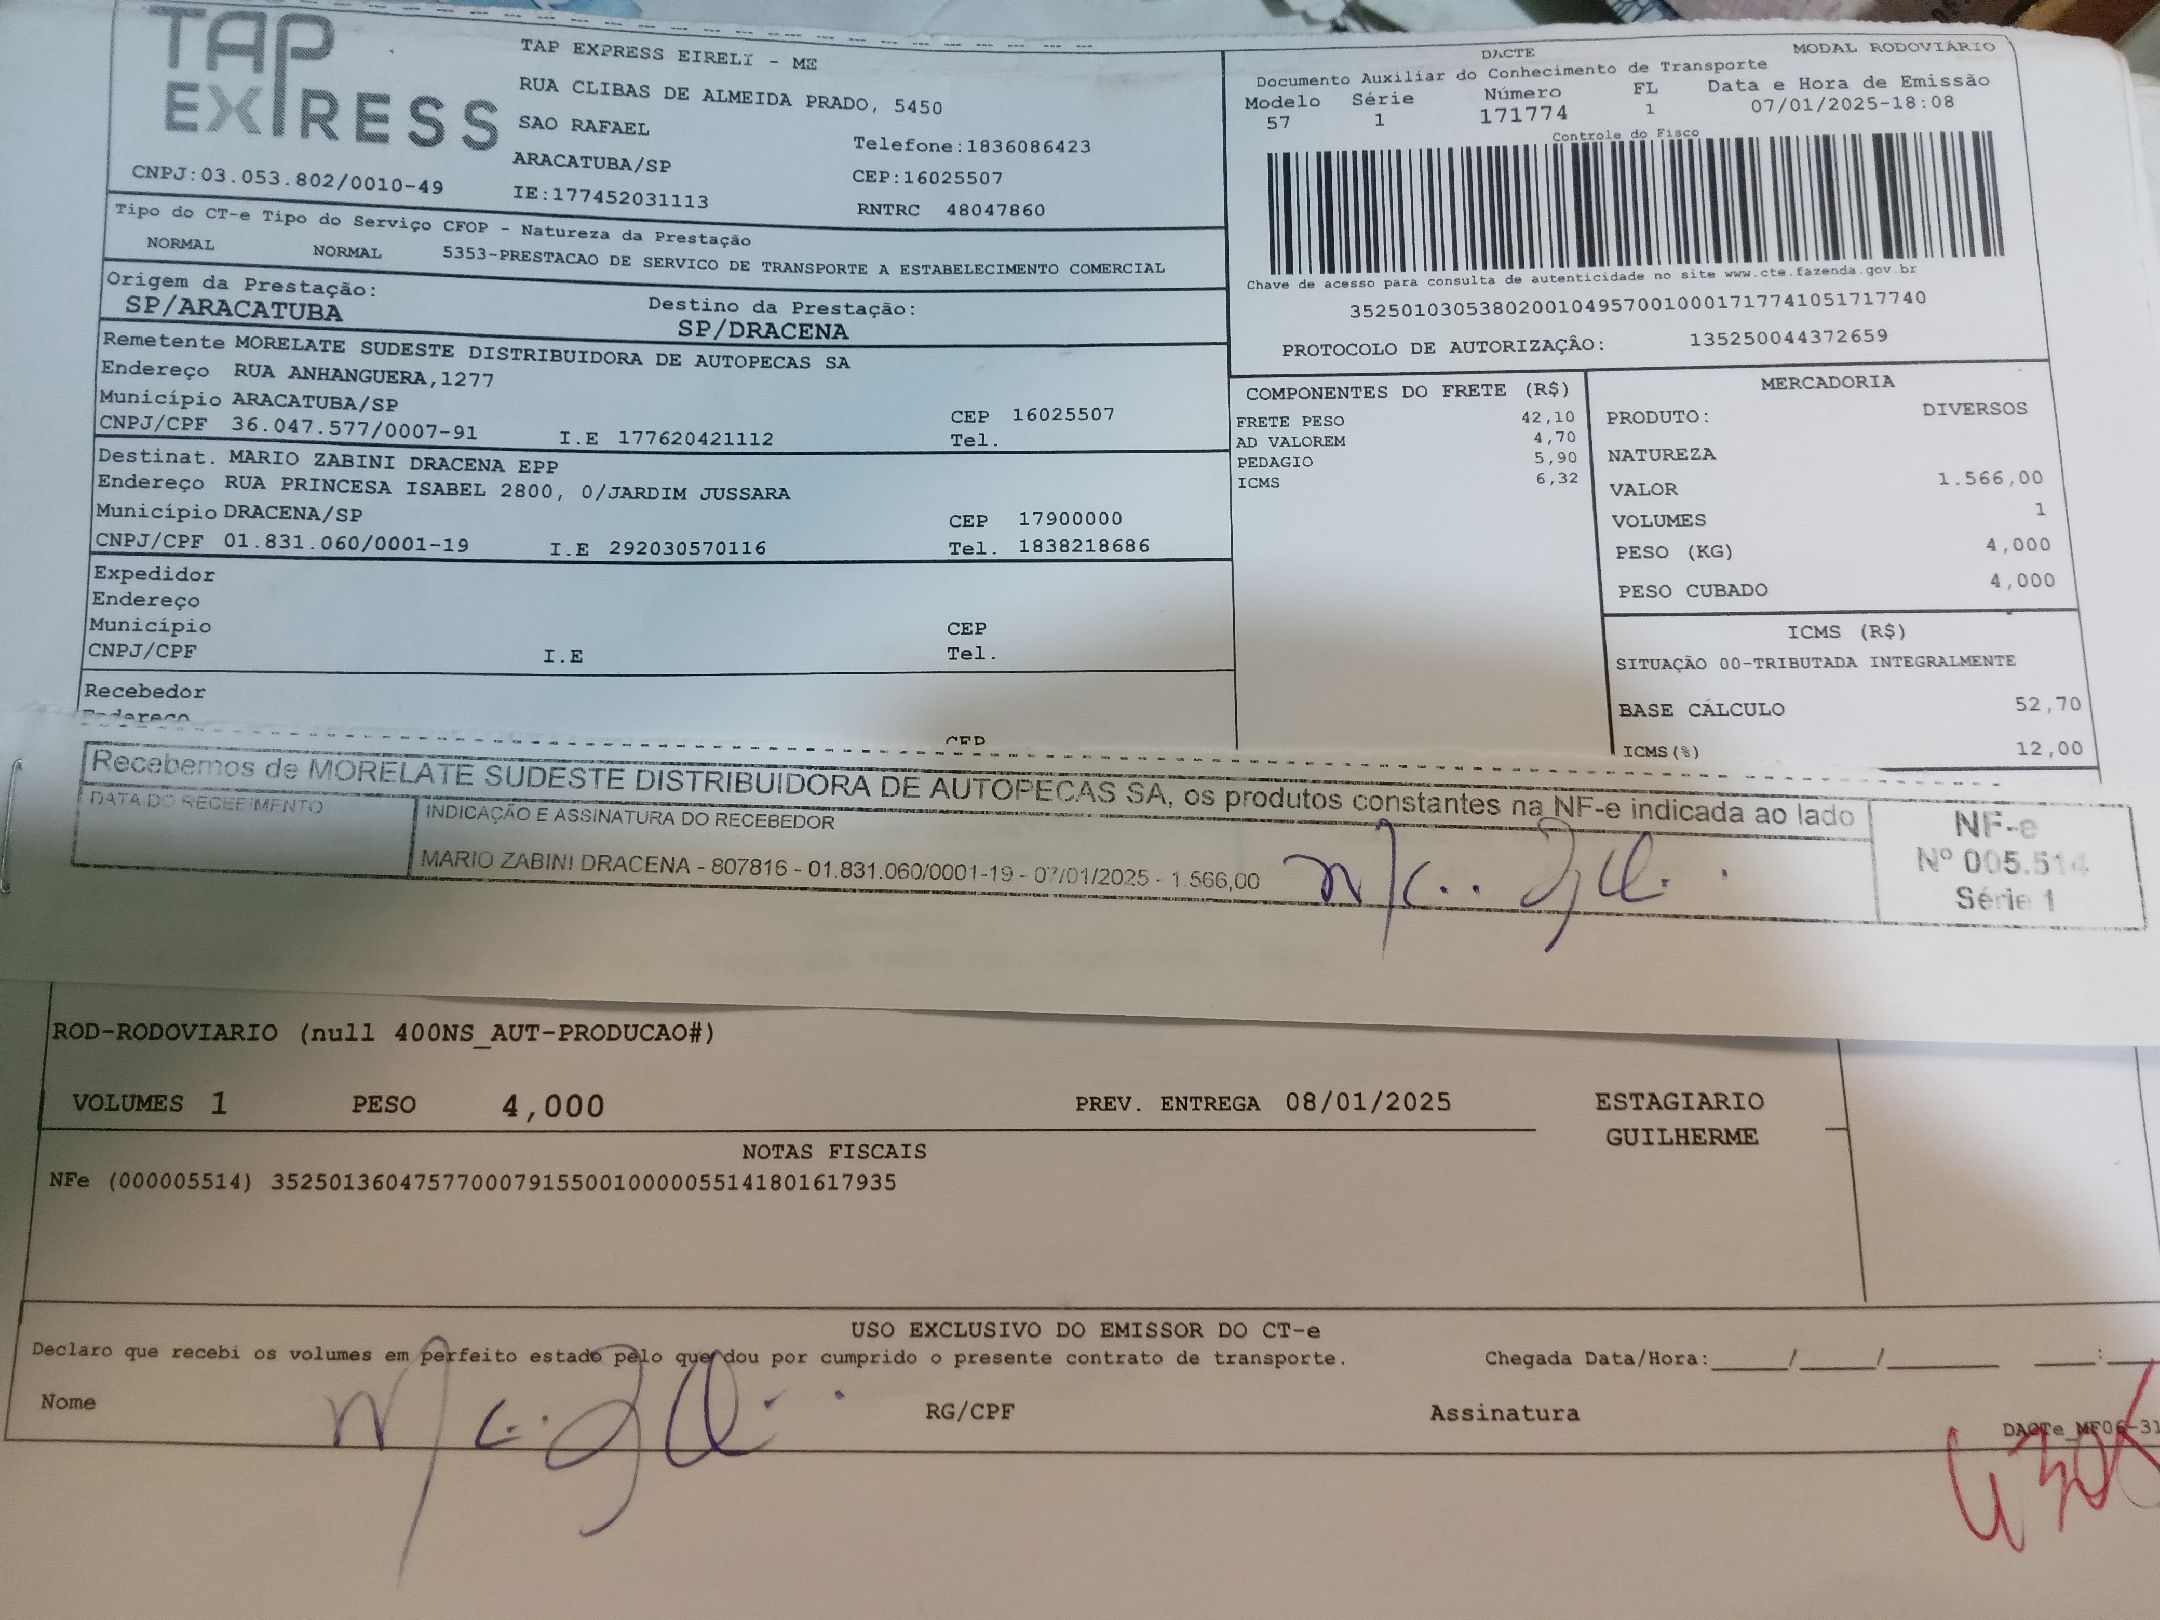 TAP EXPRESS
TAP EXPRESS EIRELI - ME
RUA CLIBAS DE ALMEIDA PRADO, 5450
SAO RAFAEL
Telefone:1836086423
ARACATUBA/SP
CEP:16025507
CNPJ:03.053.802/0010-49
IE:177452031113
RNTRC 48047860
DACTE
MODAL RODOVIÁRIO
Documento Auxiliar do Conhecimento de Transporte
Modelo Série Número FL Data e Hora de Emissão
57 1 171774 1 07/01/2025-18:08
Controle do Fisco
Chave de acesso para consulta de autenticidade no site www.cte.fazenda.gov.br
35250103053802001049570010001717741051717740
PROTOCOLO DE AUTORIZAÇÂO: 135250044372659
Tipo do CT-e Tipo do Serviço CFOP - Natureza da Prestação
NORMAL NORMAL 5353-PRESTACAO DE SERVICO DE TRANSPORTE A ESTABELECIMENTO COMERCIAL
Origem da Prestação: Destino da Prestação:
SP/ARACATUBA SP/DRACENA
Remetente MORELATE SUDESTE DISTRIBUIDORA DE AUTOPECAS SA
Endereço RUA ANHANGUERA,1277
Município ARACATUBA/SP CEP 16025507
CNPJ/CPF 36.047.577/0007-91 I.E 177620421112 Tel.
Destinat. MARIO ZABINI DRACENA EPP
Endereço RUA PRINCESA ISABEL 2800, 0/JARDIM JUSSARA
Município DRACENA/SP CEP 17900000
CNPJ/CPF 01.831.060/0001-19 I.E 292030570116 Tel. 1838218686
Expedidor
Endereço
Município CEP
CNPJ/CPF I.E Tel.
Recebedor
Endereço
CEP
COMPONENTES DO FRETE (R$)
FRETE PESO 42,10
AD VALOREM 4,70
PEDAGIO 5,90
ICMS 6,32
MERCADORIA
PRODUTO: DIVERSOS
NATUREZA
VALOR 1.566,00
VOLUMES 1
PESO (KG) 4,000
PESO CUBADO 4,000
ICMS (R$)
SITUAÇÃO 00-TRIBUTADA INTEGRALMENTE
BASE CÁLCULO 52,70
ICMS(%) 12,00
Recebemos de MORELATE SUDESTE DISTRIBUIDORA DE AUTOPECAS SA, os produtos constantes na NF-e indicada ao lado
DATA DO RECEBIMENTO
INDICAÇÃO E ASSINATURA DO RECEBEDOR
MARIO ZABINI DRACENA - 807816 - 01.831.060/0001-19 - 07/01/2025 - 1.566,00
NF-e
Nº 005.514
Série 1
ROD-RODOVIARIO (null 400NS_AUT-PRODUCAO#)
VOLUMES 1 PESO 4,000 PREV. ENTREGA 08/01/2025
ESTAGIARIO
GUILHERME
NOTAS FISCAIS
NFe (000005514) 35250136047577000791550010000055141801617935
USO EXCLUSIVO DO EMISSOR DO CT-e
Declaro que recebi os volumes em perfeito estado pelo que dou por cumprido o presente contrato de transporte. Chegada Data/Hora:_____/_____/_______ ____:
Nome RG/CPF Assinatura
DACTe_MF06-31